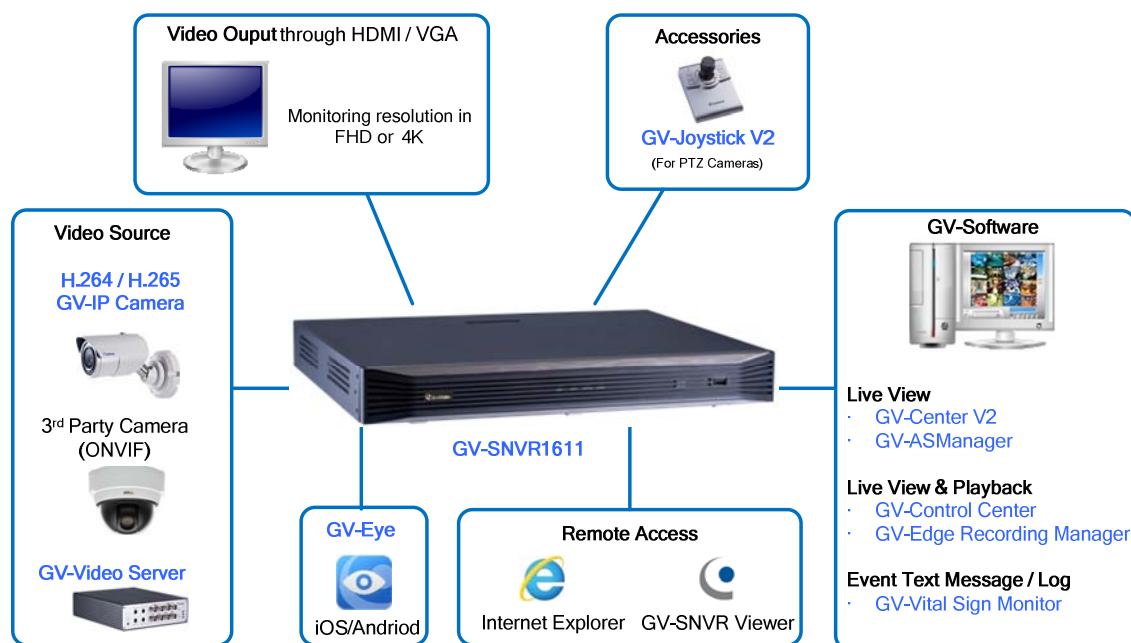 Video Ouput through HDMI / VGA
Monitoring resolution in
FHD or 4K
Accessories
GV-Joystick V2
(For PTZ Cameras)
Video Source
H.264 / H.265
GV-IP Camera
3rd Party Camera
(ONVIF)
GV-Video Server
GV-SNVR1611
GV-Eye
iOS/Andriod
Remote Access
Internet Explorer
GV-SNVR Viewer
GV-Software
Live View
· GV-Center V2
· GV-ASManager
Live View & Playback
· GV-Control Center
· GV-Edge Recording Manager
Event Text Message / Log
· GV-Vital Sign Monitor